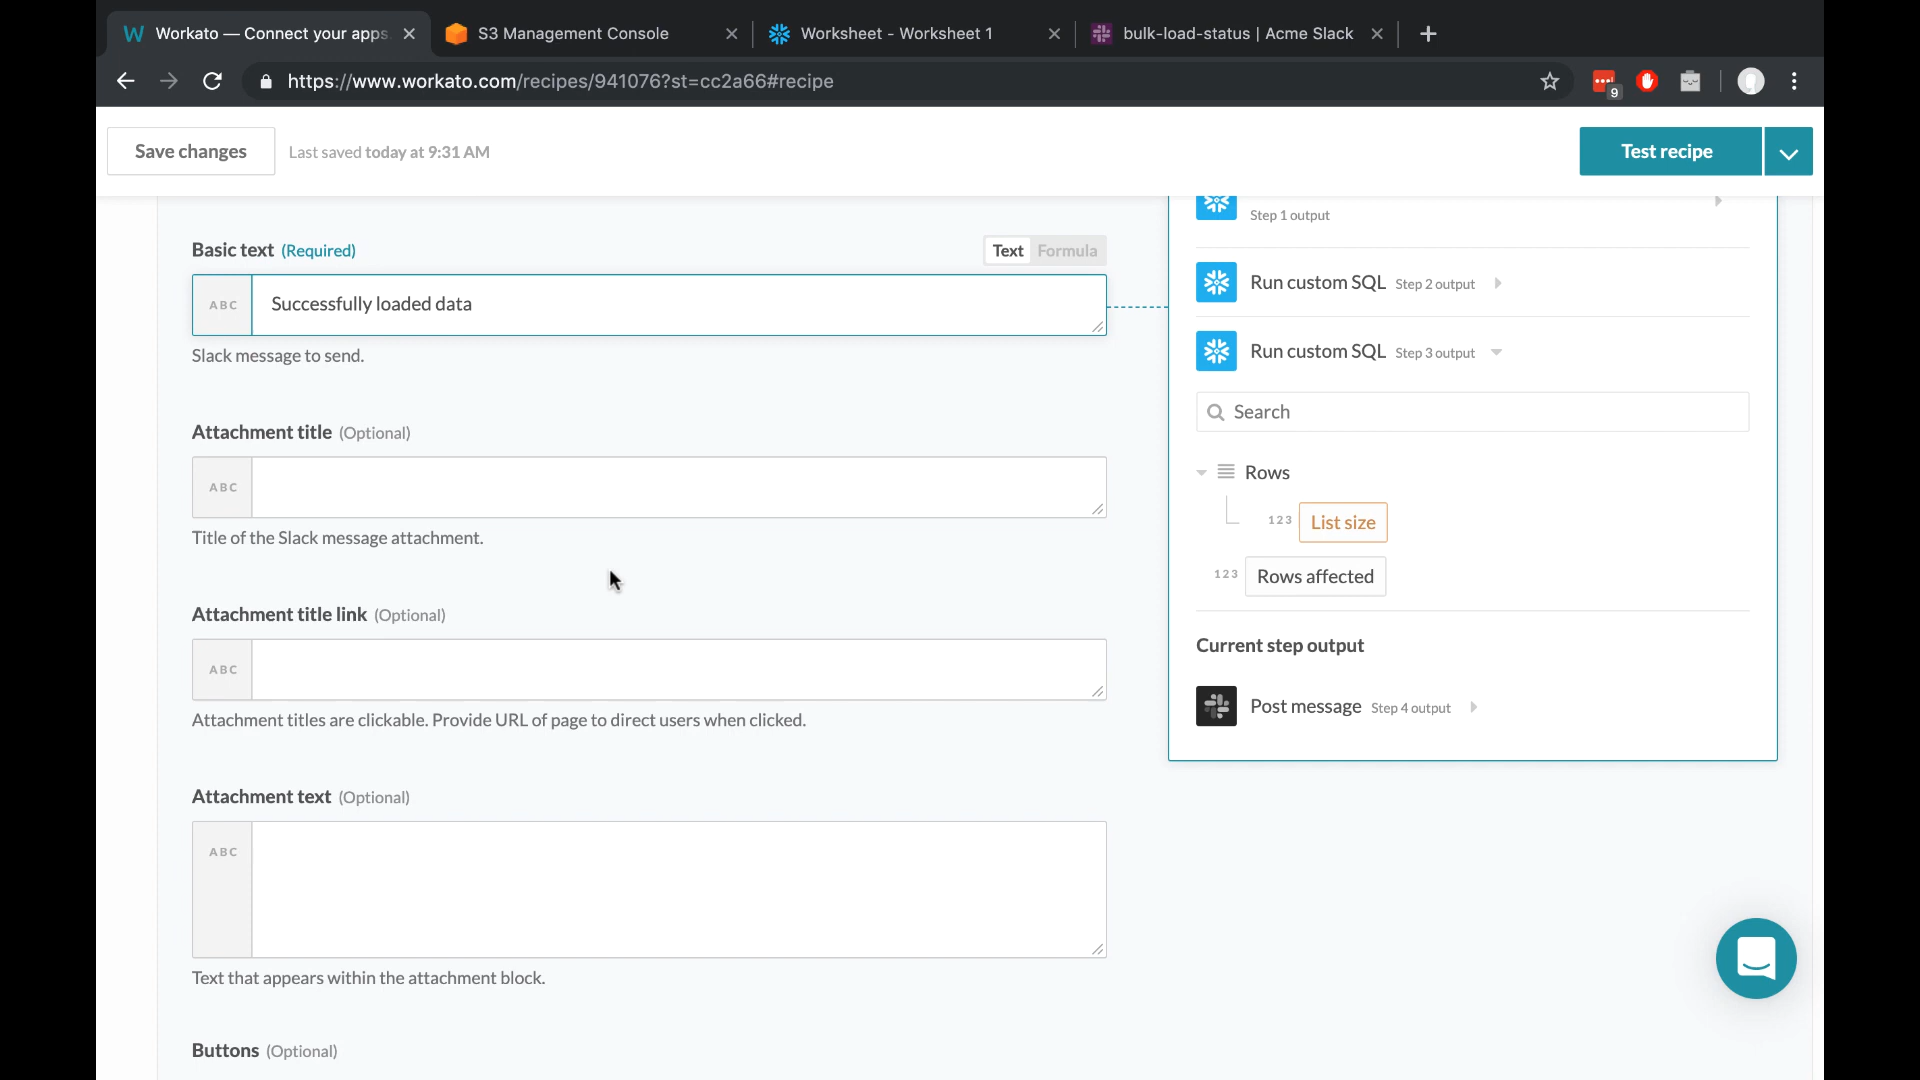 Workato — Connect your apps
S3 Management Console
Worksheet - Worksheet 1
bulk-load-status | Acme Slack
https://www.workato.com/recipes/941076?st=cc2a66#recipe
9
Save changes
Last saved today at 9:31 AM
Test recipe
Step 1 output
Basic text (Required)
Text Formula
ABC
Successfully loaded data
Slack message to send.
Run custom SQL Step 2 output
Run custom SQL Step 3 output
Search
Attachment title (Optional)
ABC
Title of the Slack message attachment.
Rows
123 List size
123 Rows affected
Attachment title link (Optional)
ABC
Attachment titles are clickable. Provide URL of page to direct users when clicked.
Current step output
Post message Step 4 output
Attachment text (Optional)
ABC
Text that appears within the attachment block.
Buttons (Optional)